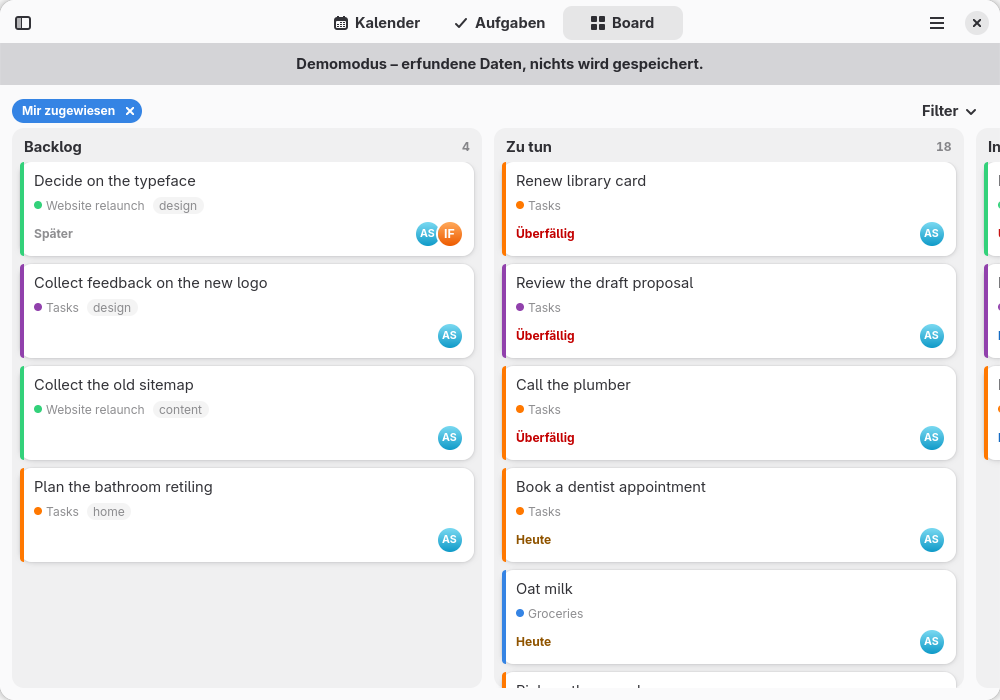 Kalender
Aufgaben
Board
Demomodus – erfundene Daten, nichts wird gespeichert.
Mir zugewiesen
Filter
Backlog 4
Decide on the typeface
Website relaunch design
Später AS IF
Collect feedback on the new logo
Tasks design
AS
Collect the old sitemap
Website relaunch content
AS
Plan the bathroom retiling
Tasks home
AS
Zu tun 18
Renew library card
Tasks
Überfällig AS
Review the draft proposal
Tasks
Überfällig AS
Call the plumber
Tasks
Überfällig AS
Book a dentist appointment
Tasks
Heute AS
Oat milk
Groceries
Heute AS
In